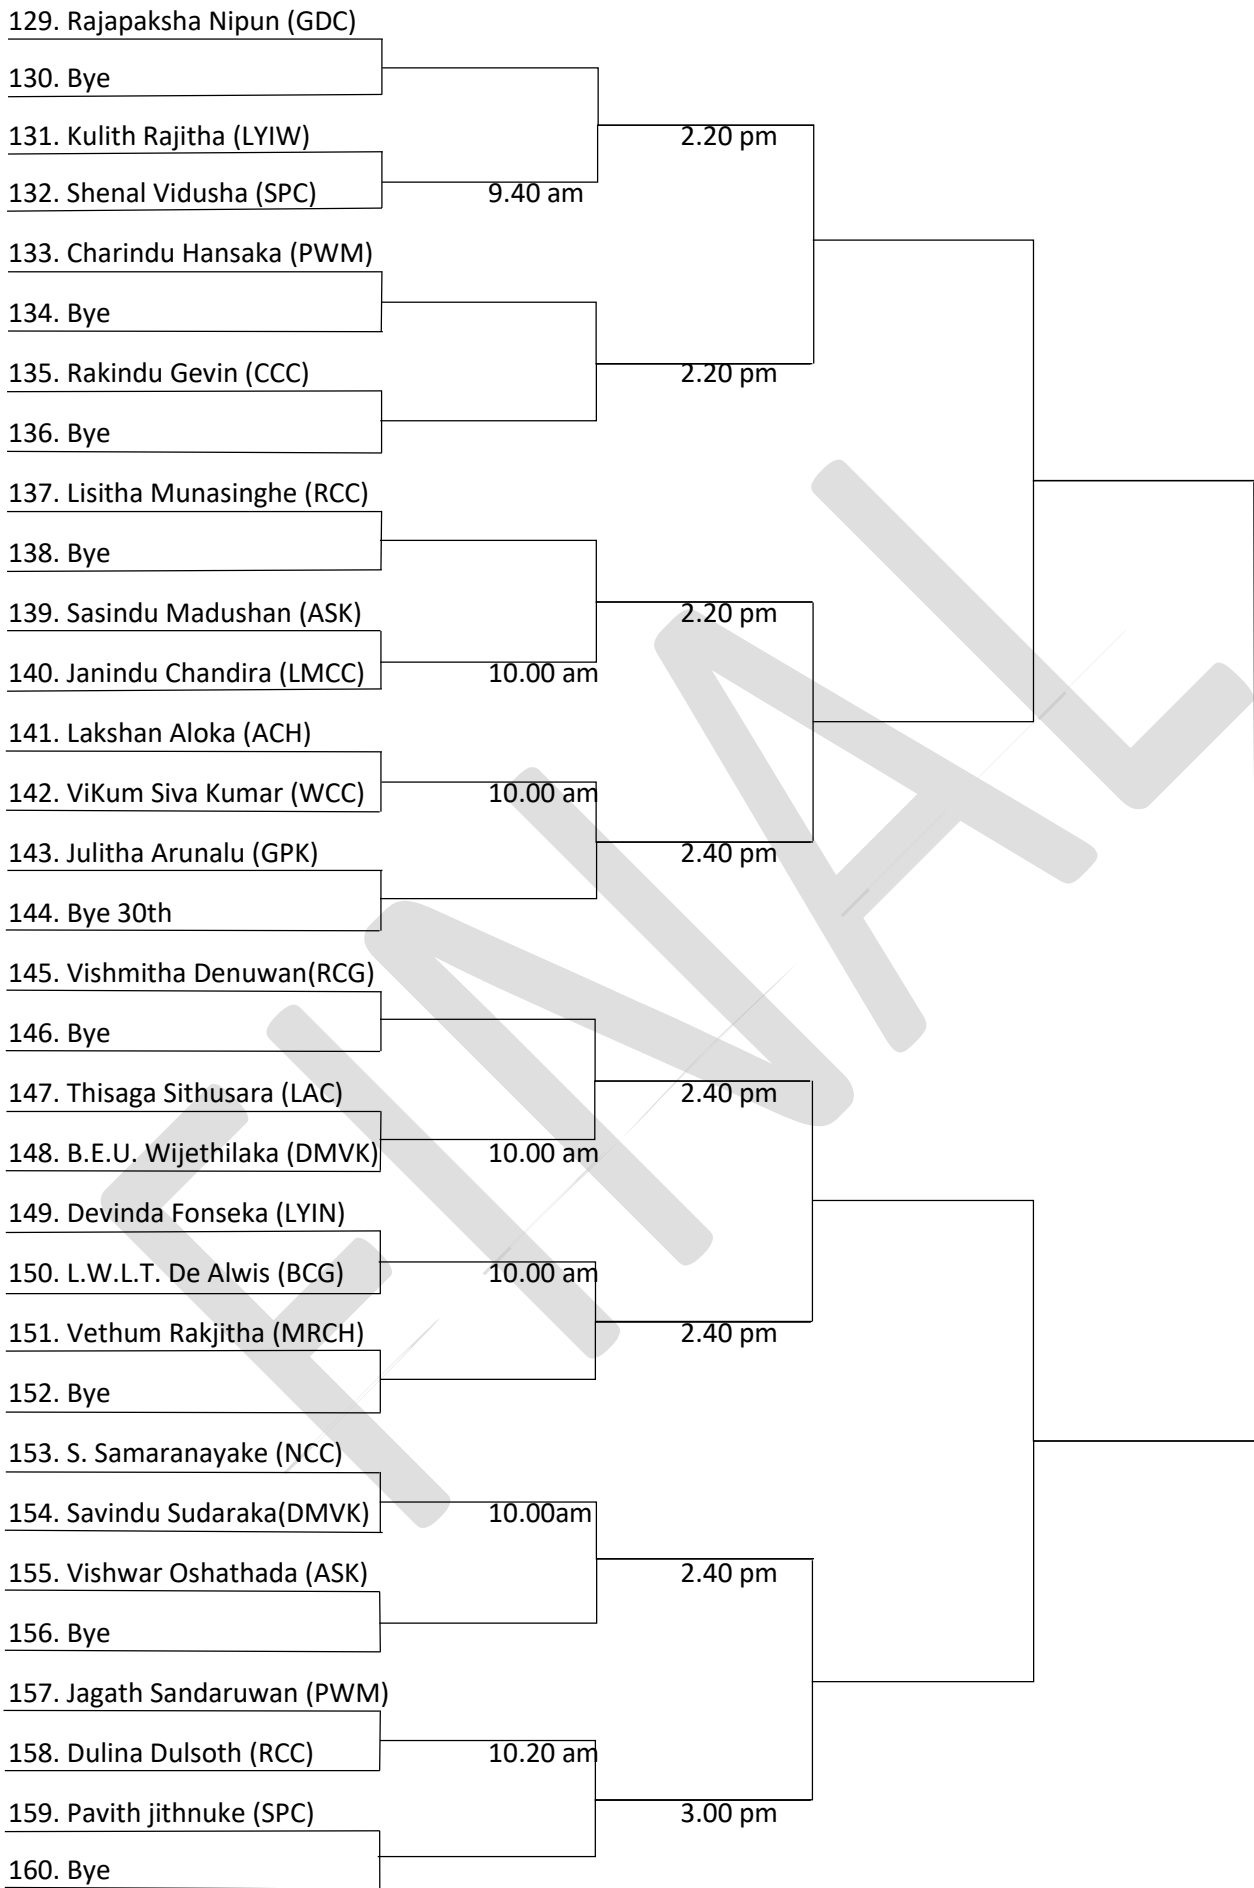 129. Rajapaksha Nipun (GDC)
130. Bye
131. Kulith Rajitha (LYIW)
2.20 pm
132. Shenal Vidusha (SPC)
9.40 am
133. Charindu Hansaka (PWM)
134. Bye
135. Rakindu Gevin (CCC)
2.20 pm
136. Bye
137. Lisitha Munasinghe (RCC)
138. Bye
139. Sasindu Madushan (ASK)
2.20 pm
140. Janindu Chandira (LMCC)
10.00 am
141. Lakshan Aloka (ACH)
142. ViKum Siva Kumar (WCC)
10.00 am
143. Julitha Arunalu (GPK)
2.40 pm
144. Bye 30th
145. Vishmitha Denuwan(RCG)
146. Bye
147. Thisaga Sithusara (LAC)
2.40 pm
148. B.E.U. Wijethilaka (DMVK)
10.00 am
149. Devinda Fonseka (LYIN)
150. L.W.L.T. De Alwis (BCG)
10.00 am
151. Vethum Rakjitha (MRCH)
2.40 pm
152. Bye
153. S. Samaranayake (NCC)
154. Savindu Sudaraka(DMVK)
10.00am
155. Vishwar Oshathada (ASK)
2.40 pm
156. Bye
157. Jagath Sandaruwan (PWM)
158. Dulina Dulsoth (RCC)
10.20 am
159. Pavith jithnuke (SPC)
3.00 pm
160. Bye
FINAL